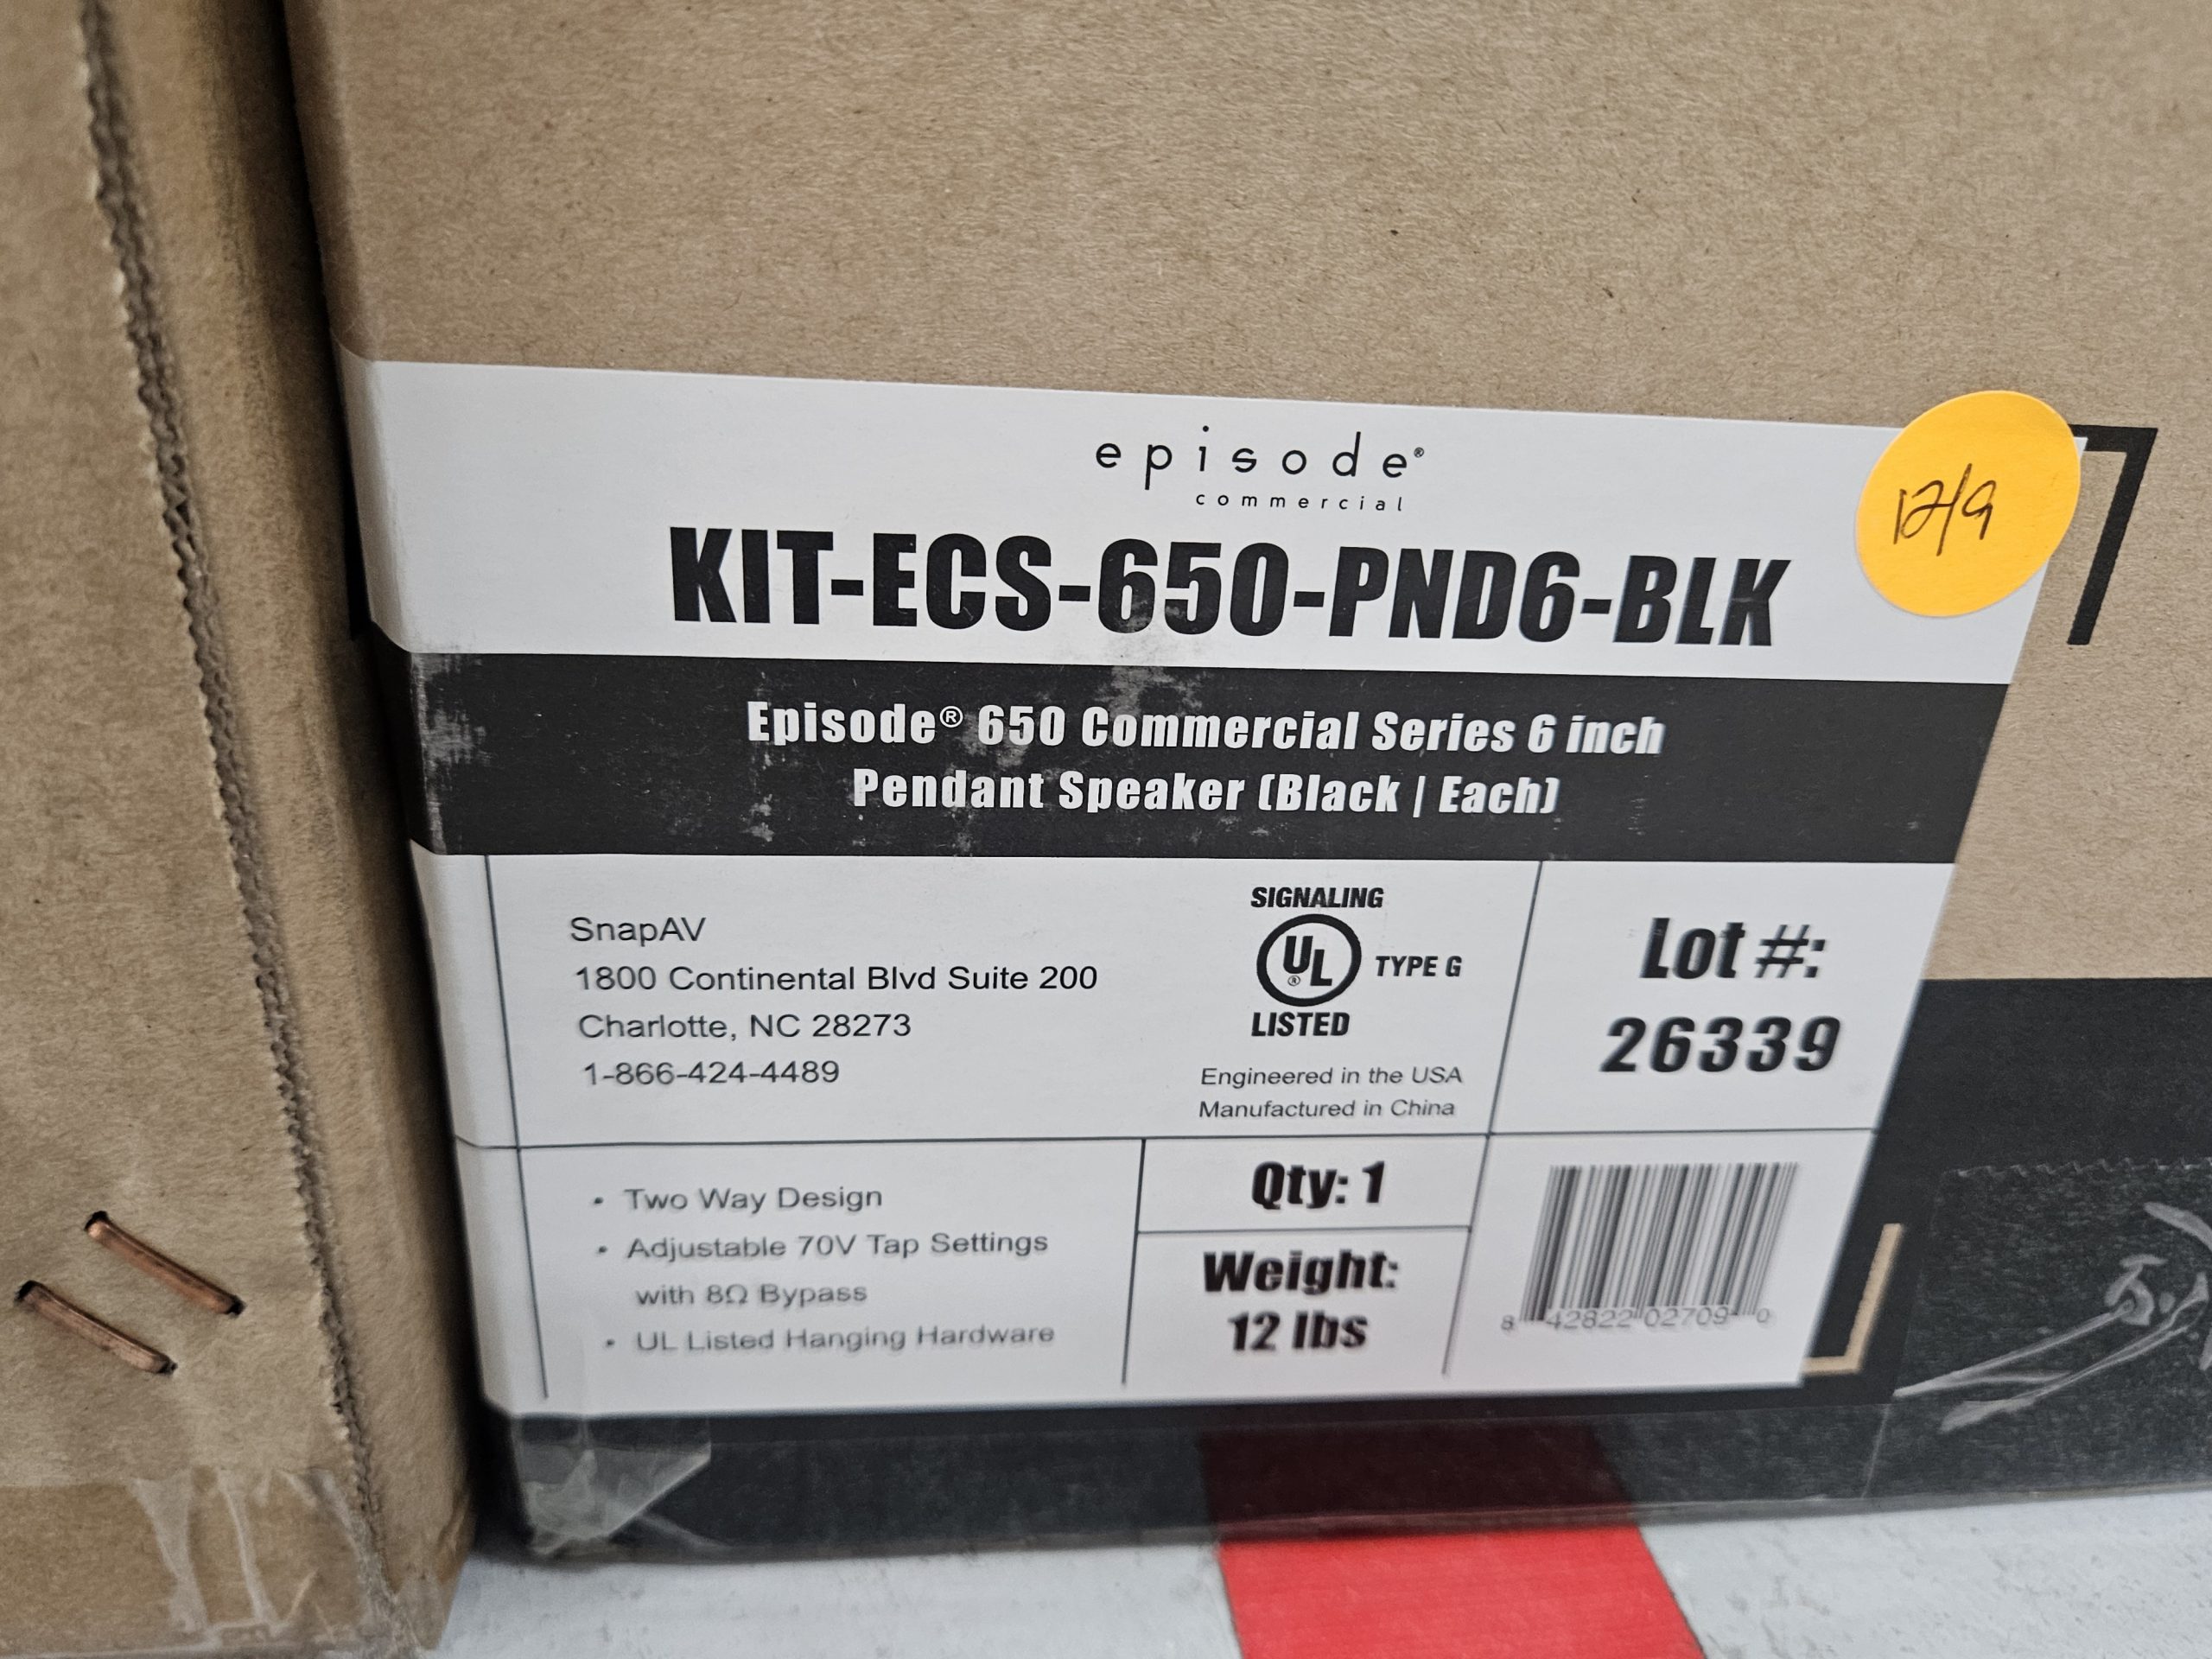 episode®
commercial
12/9
KIT-ECS-650-PND6-BLK
Episode® 650 Commercial Series 6 inch
Pendant Speaker (Black | Each)
SnapAV
1800 Continental Blvd Suite 200
Charlotte, NC 28273
1-866-424-4489
SIGNALING
UL®
TYPE G
LISTED
Engineered in the USA
Manufactured in China
Lot #:
26339
• Two Way Design
• Adjustable 70V Tap Settings
with 8Ω Bypass
• UL Listed Hanging Hardware
Qty: 1
Weight:
12 lbs
8 42822 02709 0